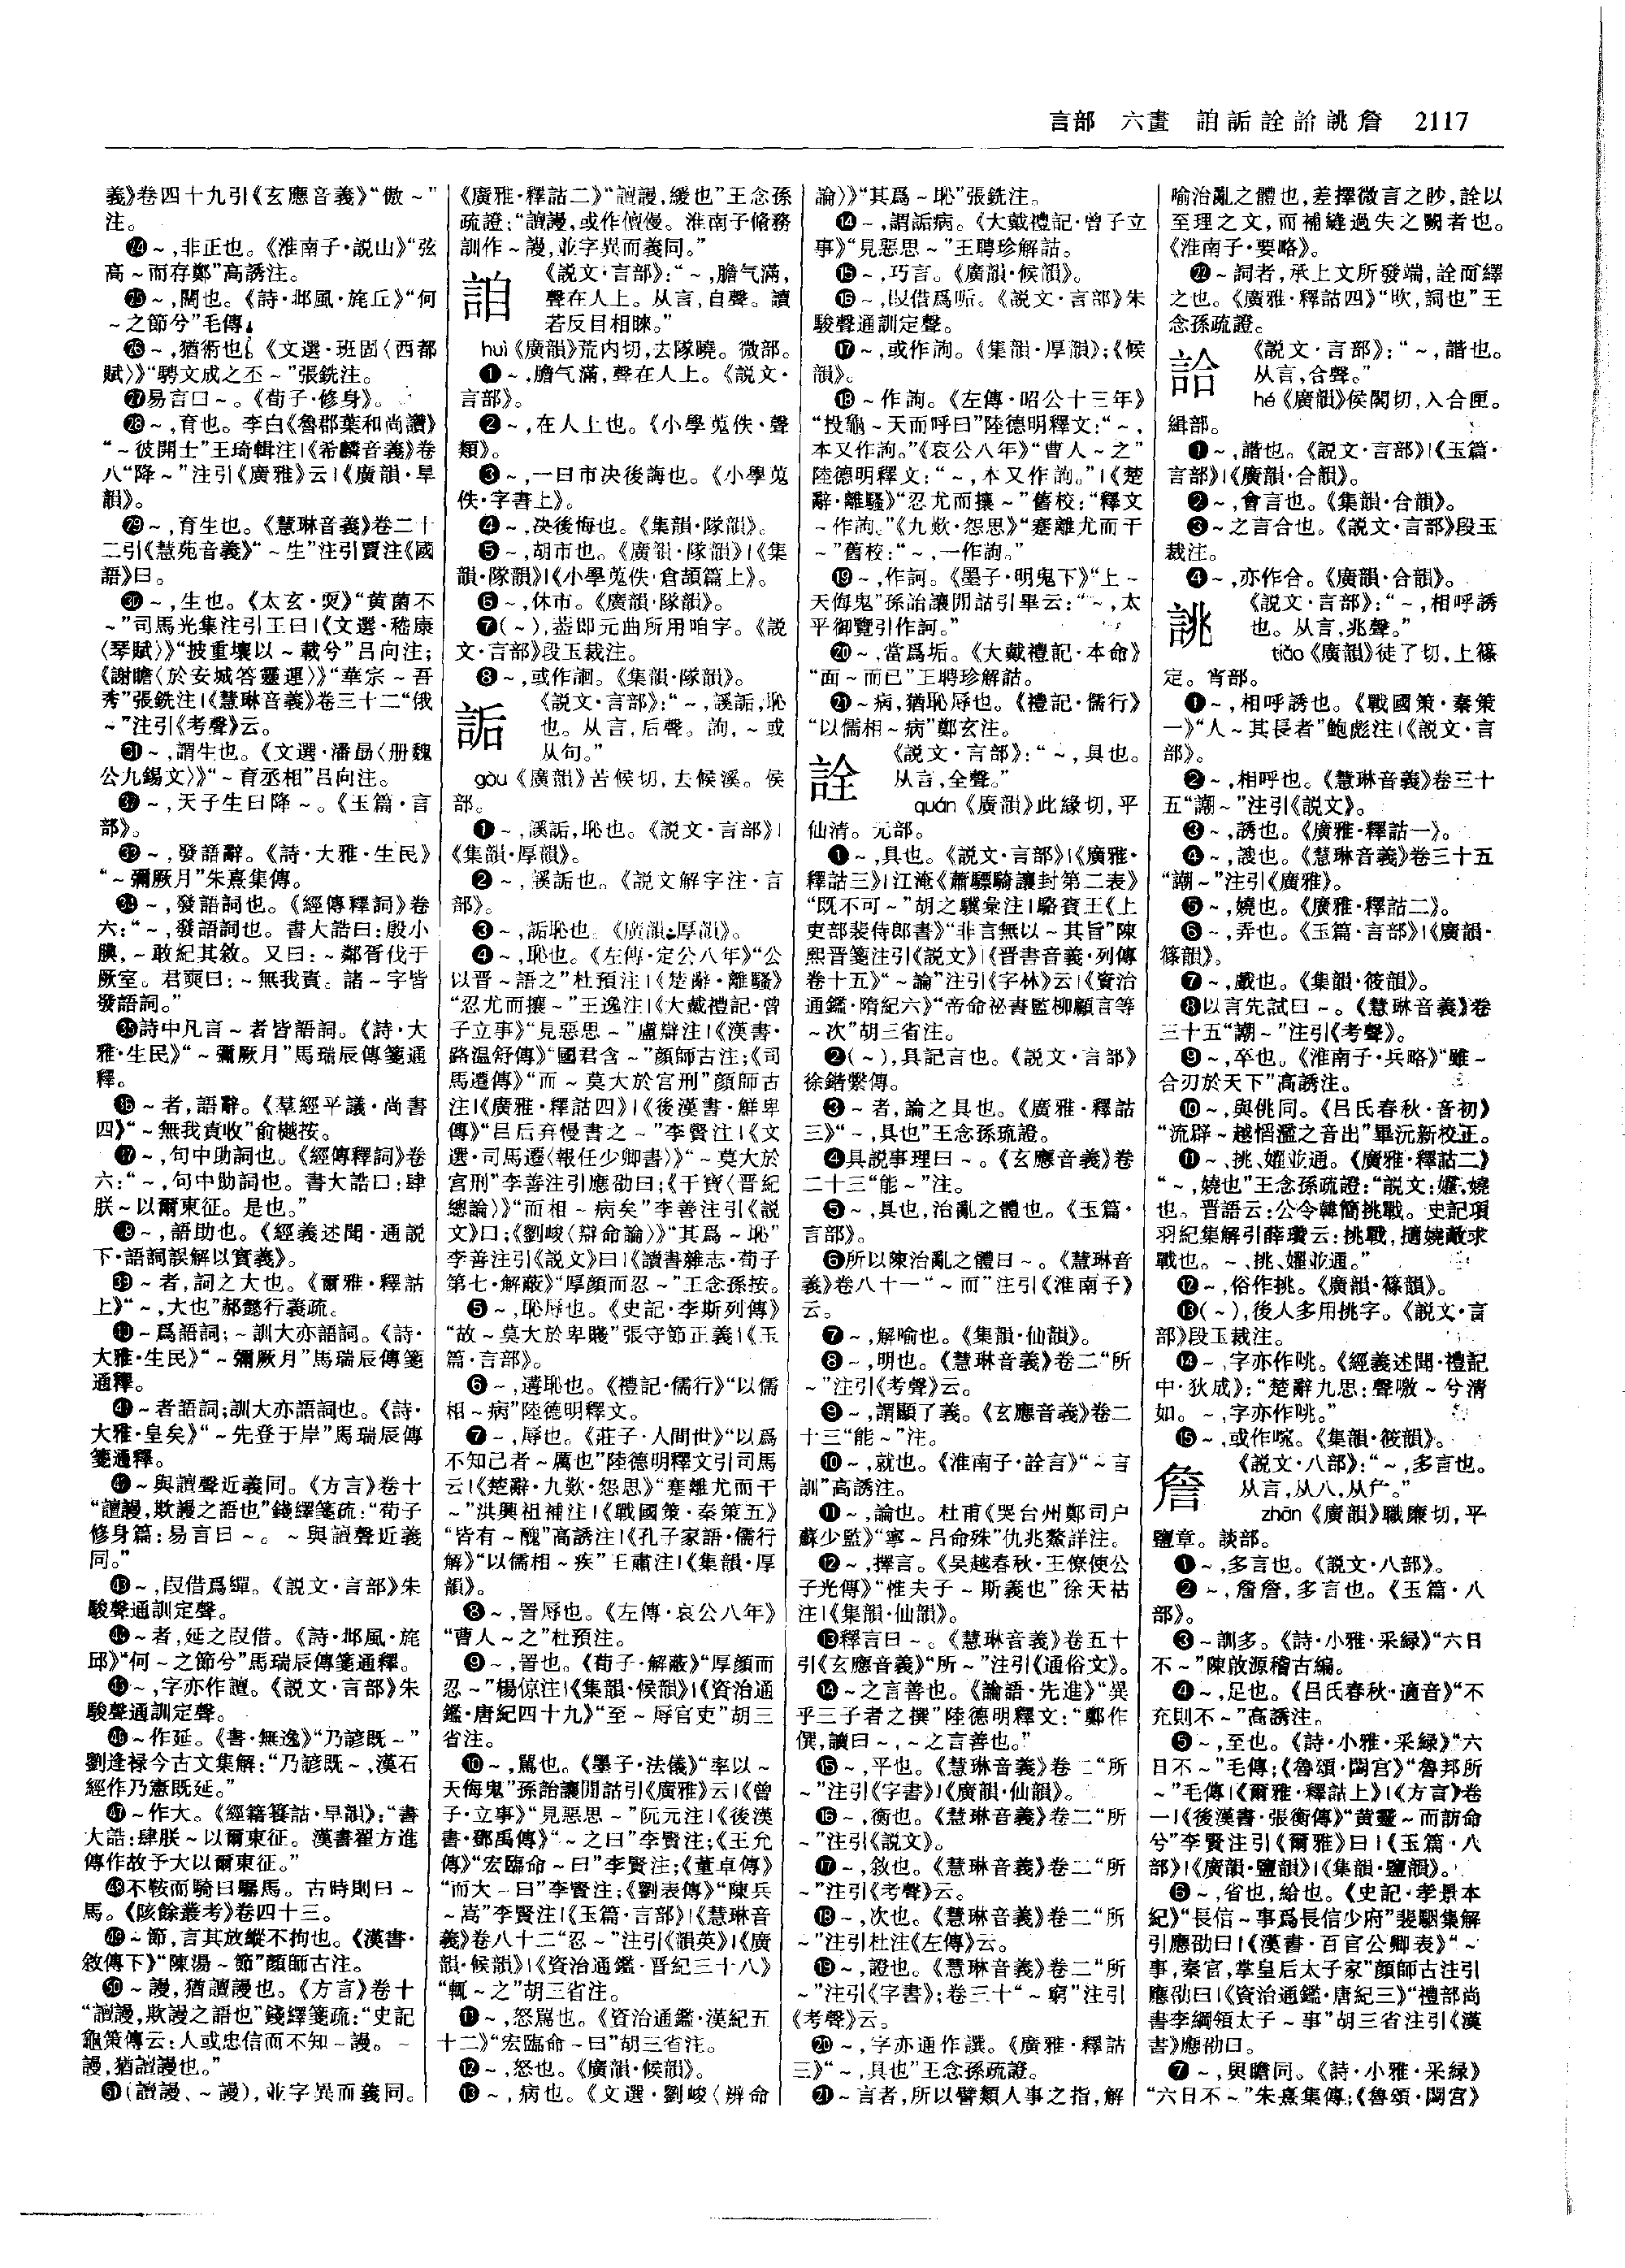 言部　六畫　䛛詬詮詥誂詹　2117
義》卷四十九引《玄應音義》“傲～”
注。
㉔～,非正也。《淮南子·説山》“弦
高～而存鄭”高誘注。
㉕～,闊也。《詩·邶風·旄丘》“何
～之節兮”毛傳。
㉖～,猶術也。《文選·班固〈西都
賦〉》“騁文成之丕～”張銑注。
㉗易言曰～。《荀子·修身》。
㉘～,育也。李白《魯郡葉和尚讚》
“～彼開士”王琦輯注|《希麟音義》卷
八“降～”注引《廣雅》云|《廣韻·旱
韻》。
㉙～,育生也。《慧琳音義》卷二十
二引《慧苑音義》“～生”注引賈注《國
語》曰。
㉚～,生也。《太玄·耎》“黄菌不
～”司馬光集注引王曰|《文選·嵇康
〈琴賦〉》“披重壤以～載兮”吕向注;
《謝瞻〈於安城答靈運〉》“華宗～吾
秀”張銑注|《慧琳音義》卷三十二“俄
～”注引《考聲》云。
㉛～,謂生也。《文選·潘勗〈册魏
公九錫文〉》“～育丞相”吕向注。
㉜～,天子生日降～。《玉篇·言
部》。
㉝～,發語辭。《詩·大雅·生民》
“～彌厥月”朱熹集傳。
㉞～,發語詞也。《經傳釋詞》卷
六:“～,發語詞也。書大誥曰:殷小
腆,～敢紀其敘。又曰:～鄰胥伐于
厥室。君奭曰:～無我責。諸～字皆
發語詞。”
㉟詩中凡言～者皆語詞。《詩·大
雅·生民》“～彌厥月”馬瑞辰傳箋通
釋。
㊱～者,語辭。《羣經平議·尚書
四》“～無我責收”俞樾按。
㊲～,句中助詞也。《經傳釋詞》卷
六:“～,句中助詞也。書大誥曰:肆
朕～以爾東征。是也。”
㊳～,語助也。《經義述聞·通説
下·語詞誤解以實義》。
㊴～者,詞之大也。《爾雅·釋詁
上》“～,大也”郝懿行義疏。
㊵～爲語詞;～訓大亦語詞。《詩·
大雅·生民》“～彌厥月”馬瑞辰傳箋
通釋。
㊶～者語詞;訓大亦語詞也。《詩·
大雅·皇矣》“～先登于岸”馬瑞辰傳
箋通釋。
㊷～與譠聲近義同。《方言》卷十
“譠謾,欺謾之語也”錢繹箋疏:“荀子
修身篇:易言曰～。～與譠聲近義
同。”
㊸～,叚借爲繟。《説文·言部》朱
駿聲通訓定聲。
㊹～者,延之叚借。《詩·邶風·旄
邱》“何～之節兮”馬瑞辰傳箋通釋。
㊺～,字亦作譠。《説文·言部》朱
駿聲通訓定聲。
㊻～作延。《書·無逸》“乃諺既～”
劉逢禄今古文集解:“乃諺既～,漢石
經作乃憲既延。”
㊼～作大。《經籍籑詁·旱韻》:“書
大誥:肆朕～以爾東征。漢書翟方進
傳作故予大以爾東征。”
㊽不鞍而騎曰驏馬。古時則曰～
馬。《陔餘叢考》卷四十三。
㊾～節,言其放縱不拘也。《漢書·
敘傳下》“陳湯～節”顔師古注。
㊿～謾,猶譠謾也。《方言》卷十
“譠謾,欺謾之語也”錢繹箋疏:“史記
龜策傳云:人或忠信而不知～謾。～
謾,猶譠謾也。”
51(譠謾、～謾),並字異而義同。
《廣雅·釋詁二》“譠謾,緩也”王念孫
疏證:“譠謾,或作儃慢。淮南子脩務
訓作～謾,並字異而義同。”
䛛　《説文·言部》:“～,膽气滿,
聲在人上。从言,自聲。讀
若反目相睞。”
huì《廣韻》荒内切,去隊曉。微部。
❶～,膽气滿,聲在人上。《説文·
言部》。
❷～,在人上也。《小學蒐佚·聲
類》。
❸～,一曰市決後誨也。《小學蒐
佚·字書上》。
❹～,決後悔也。《集韻·隊韻》。
❺～,胡市也。《廣韻·隊韻》|《集
韻·隊韻》|《小學蒐佚·倉頡篇上》。
❻～,休市。《廣韻·隊韻》。
❼(～),葢即元曲所用咱字。《説
文·言部》段玉裁注。
❽～,或作誷。《集韻·隊韻》。
詬　《説文·言部》:“～,謑詬,恥
也。从言,后聲。訽,～或
从句。”
gòu《廣韻》苦候切,去候溪。侯
部。
❶～,謑詬,恥也。《説文·言部》|
《集韻·厚韻》。
❷～,謑詬也。《説文解字注·言
部》。
❸～,詬恥也。《廣韻·厚韻》。
❹～,恥也。《左傳·定公八年》“公
以晋～語之”杜預注|《楚辭·離騷》
“忍尤而攘～”王逸注|《大戴禮記·曾
子立事》“見惡思～”盧辯注|《漢書·
路温舒傳》“國君含～”顔師古注;《司
馬遷傳》“而～莫大於宫刑”顔師古
注|《廣雅·釋詁四》|《後漢書·鮮卑
傳》“吕后弃慢書之～”李賢注|《文
選·司馬遷〈報任少卿書〉》“～莫大於
宫刑”李善注引應劭曰;《干寶〈晋紀
總論〉》“而相～病矣”李善注引《説
文》曰;《劉峻〈辯命論〉》“其爲～恥”
李善注引《説文》曰|《讀書雜志·荀子
第七·解蔽》“厚顔而忍～”王念孫按。
❺～,恥辱也。《史記·李斯列傳》
“故～莫大於卑賤”張守節正義|《玉
篇·言部》。
❻～,遘恥也。《禮記·儒行》“以儒
相～病”陸德明釋文。
❼～,辱也。《莊子·人間世》“以爲
不知己者～厲也”陸德明釋文引司馬
云|《楚辭·九歎·怨思》“蹇離尤而干
～”洪興祖補注|《戰國策·秦策五》
“皆有～醜”高誘注|《孔子家語·儒行
解》“以儒相～疾”王肅注|《集韻·厚
韻》。
❽～,詈辱也。《左傳·哀公八年》
“曹人～之”杜預注。
❾～,詈也。《荀子·解蔽》“厚顔而
忍～”楊倞注|《集韻·候韻》|《資治通
鑑·唐紀四十九》“至～辱官吏”胡三
省注。
❿～,罵也。《墨子·法儀》“率以～
天侮鬼”孫詒讓閒詁引《廣雅》云|《曾
子·立事》“見惡思～”阮元注|《後漢
書·鄧禹傳》“～之曰”李賢注;《王允
傳》“宏臨命～曰”李賢注;《董卓傳》
“而大～曰”李賢注;《劉表傳》“陳兵
～嵩”李賢注|《玉篇·言部》|《慧琳音
義》卷八十二“忍～”注引《韻英》|《廣
韻·候韻》|《資治通鑑·晋紀三十八》
“輒～之”胡三省注。
⓫～,怒罵也。《資治通鑑·漢紀五
十二》“宏臨命～曰”胡三省注。
⓬～,怒也。《廣韻·候韻》。
⓭～,病也。《文選·劉峻〈辨命
論〉》“其爲～恥”張銑注。
⓮～,謂詬病。《大戴禮記·曾子立
事》“見惡思～”王聘珍解詁。
⓯～,巧言。《廣韻·候韻》。
⓰～,叚借爲㖃。《説文·言部》朱
駿聲通訓定聲。
⓱～,或作訽。《集韻·厚韻》;《候
韻》。
⓲～作訽。《左傳·昭公十三年》
“投龜～天而呼曰”陸德明釋文:“～,
本又作訽。”《哀公八年》“曹人～之”
陸德明釋文:“～,本又作訽。”|《楚
辭·離騷》“忍尤而攘～”舊校:“釋文
～作訽。”《九歎·怨思》“蹇離尤而干
～”舊校:“～,一作訽。”
⓳～,作訶。《墨子·明鬼下》“上～
天侮鬼”孫詒讓閒詁引畢云:“～,太
平御覽引作訶。”
⓴～,當爲垢。《大戴禮記·本命》
“面～而已”王聘珍解詁。
㉑～病,猶恥辱也。《禮記·儒行》
“以儒相～病”鄭玄注。
詮　《説文·言部》:“～,具也。
从言,全聲。”
quán《廣韻》此緣切,平
仙清。元部。
❶～,具也。《説文·言部》|《廣雅·
釋詁三》|江淹《蕭驃騎讓封第二表》
“既不可～”胡之驥彙注|駱賓王《上
吏部裴侍郎書》“非言無以～其旨”陳
熙晋箋注引《説文》|《晋書音義·列傳
卷十五》“～論”注引《字林》云|《資治
通鑑·隋紀六》“帝命祕書監柳顧言等
～次”胡三省注。
❷(～),具記言也。《説文·言部》
徐鍇繫傳。
❸～者,論之具也。《廣雅·釋詁
三》“～,具也”王念孫疏證。
❹具説事理曰～。《玄應音義》卷
二十三“能～”注。
❺～,具也,治亂之體也。《玉篇·
言部》。
❻所以陳治亂之體曰～。《慧琳音
義》卷八十一“～而”注引《淮南子》
云。
❼～,解喻也。《集韻·仙韻》。
❽～,明也。《慧琳音義》卷二“所
～”注引《考聲》云。
❾～,謂顯了義。《玄應音義》卷二
十三“能～”注。
❿～,就也。《淮南子·詮言》“～言
訓”高誘注。
⓫～,論也。杜甫《哭台州鄭司户
蘇少監》“寧～吕命殊”仇兆鰲詳注。
⓬～,擇言。《吴越春秋·王僚使公
子光傳》“惟夫子～斯義也”徐天祜
注|《集韻·仙韻》。
⓭釋言曰～。《慧琳音義》卷五十
引《玄應音義》“所～”注引《通俗文》。
⓮～之言善也。《論語·先進》“異
乎三子者之撰”陸德明釋文:“鄭作
僎,讀曰～,～之言善也。”
⓯～,平也。《慧琳音義》卷二“所
～”注引《字書》|《廣韻·仙韻》。
⓰～,衡也。《慧琳音義》卷二“所
～”注引《説文》。
⓱～,敘也。《慧琳音義》卷二“所
～”注引《考聲》云。
⓲～,次也。《慧琳音義》卷二“所
～”注引杜注《左傳》云。
⓳～,證也。《慧琳音義》卷二“所
～”注引《字書》;卷三十“～窮”注引
《考聲》云。
⓴～,字亦通作譔。《廣雅·釋詁
三》“～,具也”王念孫疏證。
㉑～言者,所以譬類人事之指,解
喻治亂之體也,差擇微言之眇,詮以
至理之文,而補縫過失之闕者也。
《淮南子·要略》。
㉒～詞者,承上文所發端,詮而繹
之也。《廣雅·釋詁四》“欥,詞也”王
念孫疏證。
詥　《説文·言部》:“～,諧也。
从言,合聲。”
hé《廣韻》侯閤切,入合匣。
緝部。
❶～,諧也。《説文·言部》|《玉篇·
言部》|《廣韻·合韻》。
❷～,會言也。《集韻·合韻》。
❸～之言合也。《説文·言部》段玉
裁注。
❹～,亦作合。《廣韻·合韻》。
誂　《説文·言部》:“～,相呼誘
也。从言,兆聲。”
tiǎo《廣韻》徒了切,上篠
定。宵部。
❶～,相呼誘也。《戰國策·秦策
一》“人～其長者”鮑彪注|《説文·言
部》。
❷～,相呼也。《慧琳音義》卷三十
五“謿～”注引《説文》。
❸～,誘也。《廣雅·釋詁一》。
❹～,謏也。《慧琳音義》卷三十五
“謿～”注引《廣雅》。
❺～,嬈也。《廣雅·釋詁二》。
❻～,弄也。《玉篇·言部》|《廣韻·
篠韻》。
❼～,戲也。《集韻·筱韻》。
❽以言先試曰～。《慧琳音義》卷
三十五“謿～”注引《考聲》。
❾～,卒也。《淮南子·兵略》“雖～
合刃於天下”高誘注。
❿～,與佻同。《吕氏春秋·音初》
“流辟～越慆濫之音出”畢沅新校正。
⓫～、挑、嬥並通。《廣雅·釋詁二》
“～,嬈也”王念孫疏證:“説文:嬥,嬈
也。晋語云:公令韓簡挑戰。史記項
羽紀集解引薛瓚云:挑戰,擿嬈敵求
戰也。～、挑、嬥並通。”
⓬～,俗作挑。《廣韻·篠韻》。
⓭(～),後人多用挑字。《説文·言
部》段玉裁注。
⓮～,字亦作咷。《經義述聞·禮記
中·狄成》:“楚辭九思:聲噭～兮清
如。～,字亦作咷。”
⓯～,或作㗙。《集韻·筱韻》。
詹　《説文·八部》:“～,多言也。
从言,从八,从厃。”
zhān《廣韻》職廉切,平
鹽章。談部。
❶～,多言也。《説文·八部》。
❷～,詹詹,多言也。《玉篇·八
部》。
❸～訓多。《詩·小雅·采緑》“六日
不～”陳啟源稽古編。
❹～,足也。《吕氏春秋·適音》“不
充則不～”高誘注。
❺～,至也。《詩·小雅·采緑》“六
日不～”毛傳;《魯頌·閟宫》“魯邦所
～”毛傳|《爾雅·釋詁上》|《方言》卷
一|《後漢書·張衡傳》“黄靈～而訪命
兮”李賢注引《爾雅》曰|《玉篇·八
部》|《廣韻·鹽韻》|《集韻·鹽韻》。
❻～,省也,給也。《史記·孝景本
紀》“長信～事爲長信少府”裴駰集解
引應劭曰|《漢書·百官公卿表》“～
事,秦官,掌皇后太子家”顔師古注引
應劭曰|《資治通鑑·唐紀三》“禮部尚
書李綱領太子～事”胡三省注引《漢
書》應劭曰。
❼～,與瞻同。《詩·小雅·采緑》
“六日不～”朱熹集傳;《魯頌·閟宫》